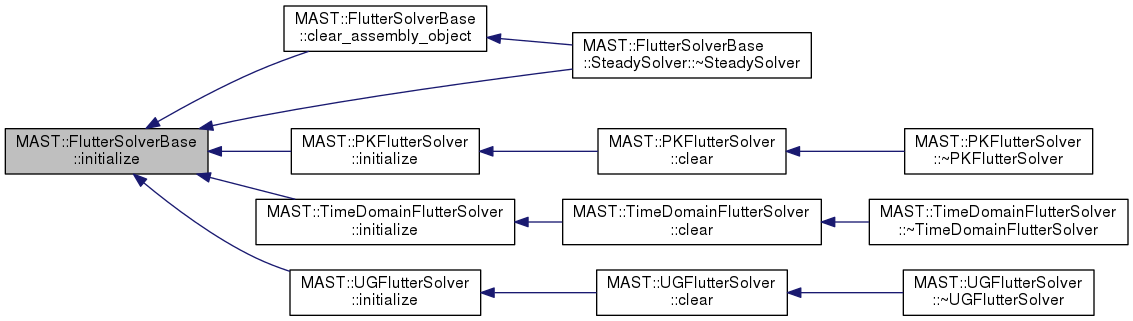 MAST::FlutterSolverBase
::clear_assembly_object
MAST::FlutterSolverBase
::SteadySolver::~SteadySolver
MAST::FlutterSolverBase
::initialize
MAST::PKFlutterSolver
::initialize
MAST::PKFlutterSolver
::clear
MAST::PKFlutterSolver
::~PKFlutterSolver
MAST::TimeDomainFlutterSolver
::initialize
MAST::TimeDomainFlutterSolver
::clear
MAST::TimeDomainFlutterSolver
::~TimeDomainFlutterSolver
MAST::UGFlutterSolver
::initialize
MAST::UGFlutterSolver
::clear
MAST::UGFlutterSolver
::~UGFlutterSolver